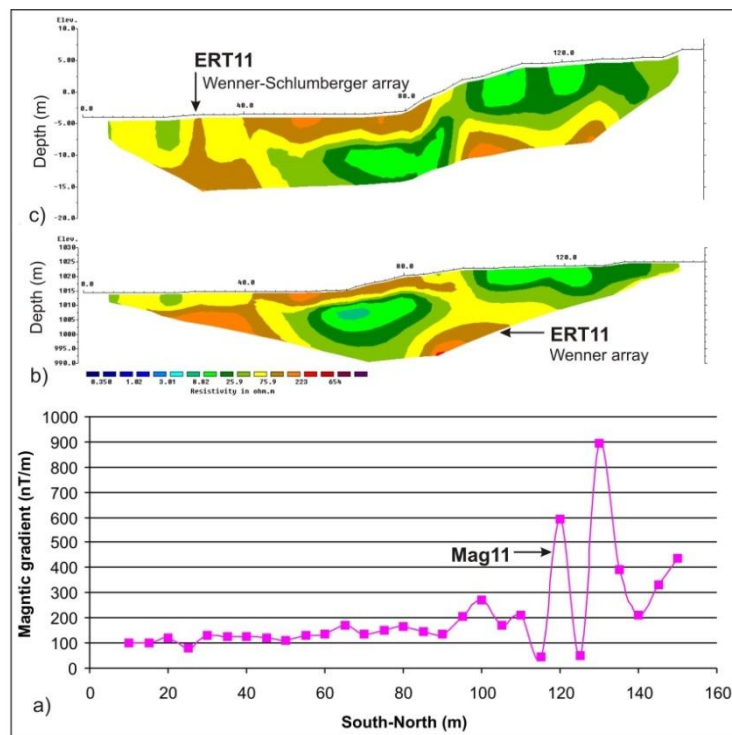 Elev.
10.0
ERT11
Wenner-Schlumberger array
120.0
5.00
0.0
0.0
40.0
80.0
-5.0
-10.0
-15.0
-20.0
Depth (m)
c)
Elev.
1030
1025
1020
1015
1010
1005
1000
995.0
990.0
0.0
40.0
80.0
120.0
Depth (m)
ERT11
Wenner array
b)
0.350 1.02 3.01 8.82 25.9 75.9 223 654
Resistivity in ohm.m
1000
900
800
700
600
500
400
300
200
100
0
Magntic gradient (nT/m)
Mag11
0 20 40 60 80 100 120 140 160
a)
South-North (m)